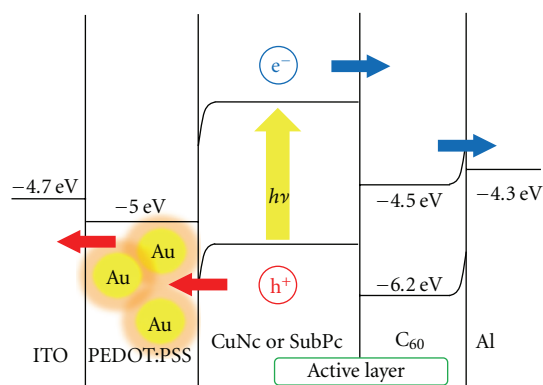 e⁻
−4.7 eV
−5 eV
hν
−4.5 eV
−4.3 eV
Au
Au
Au
h⁺
−6.2 eV
ITO
PEDOT:PSS
CuNc or SubPc
C₆₀
Al
Active layer